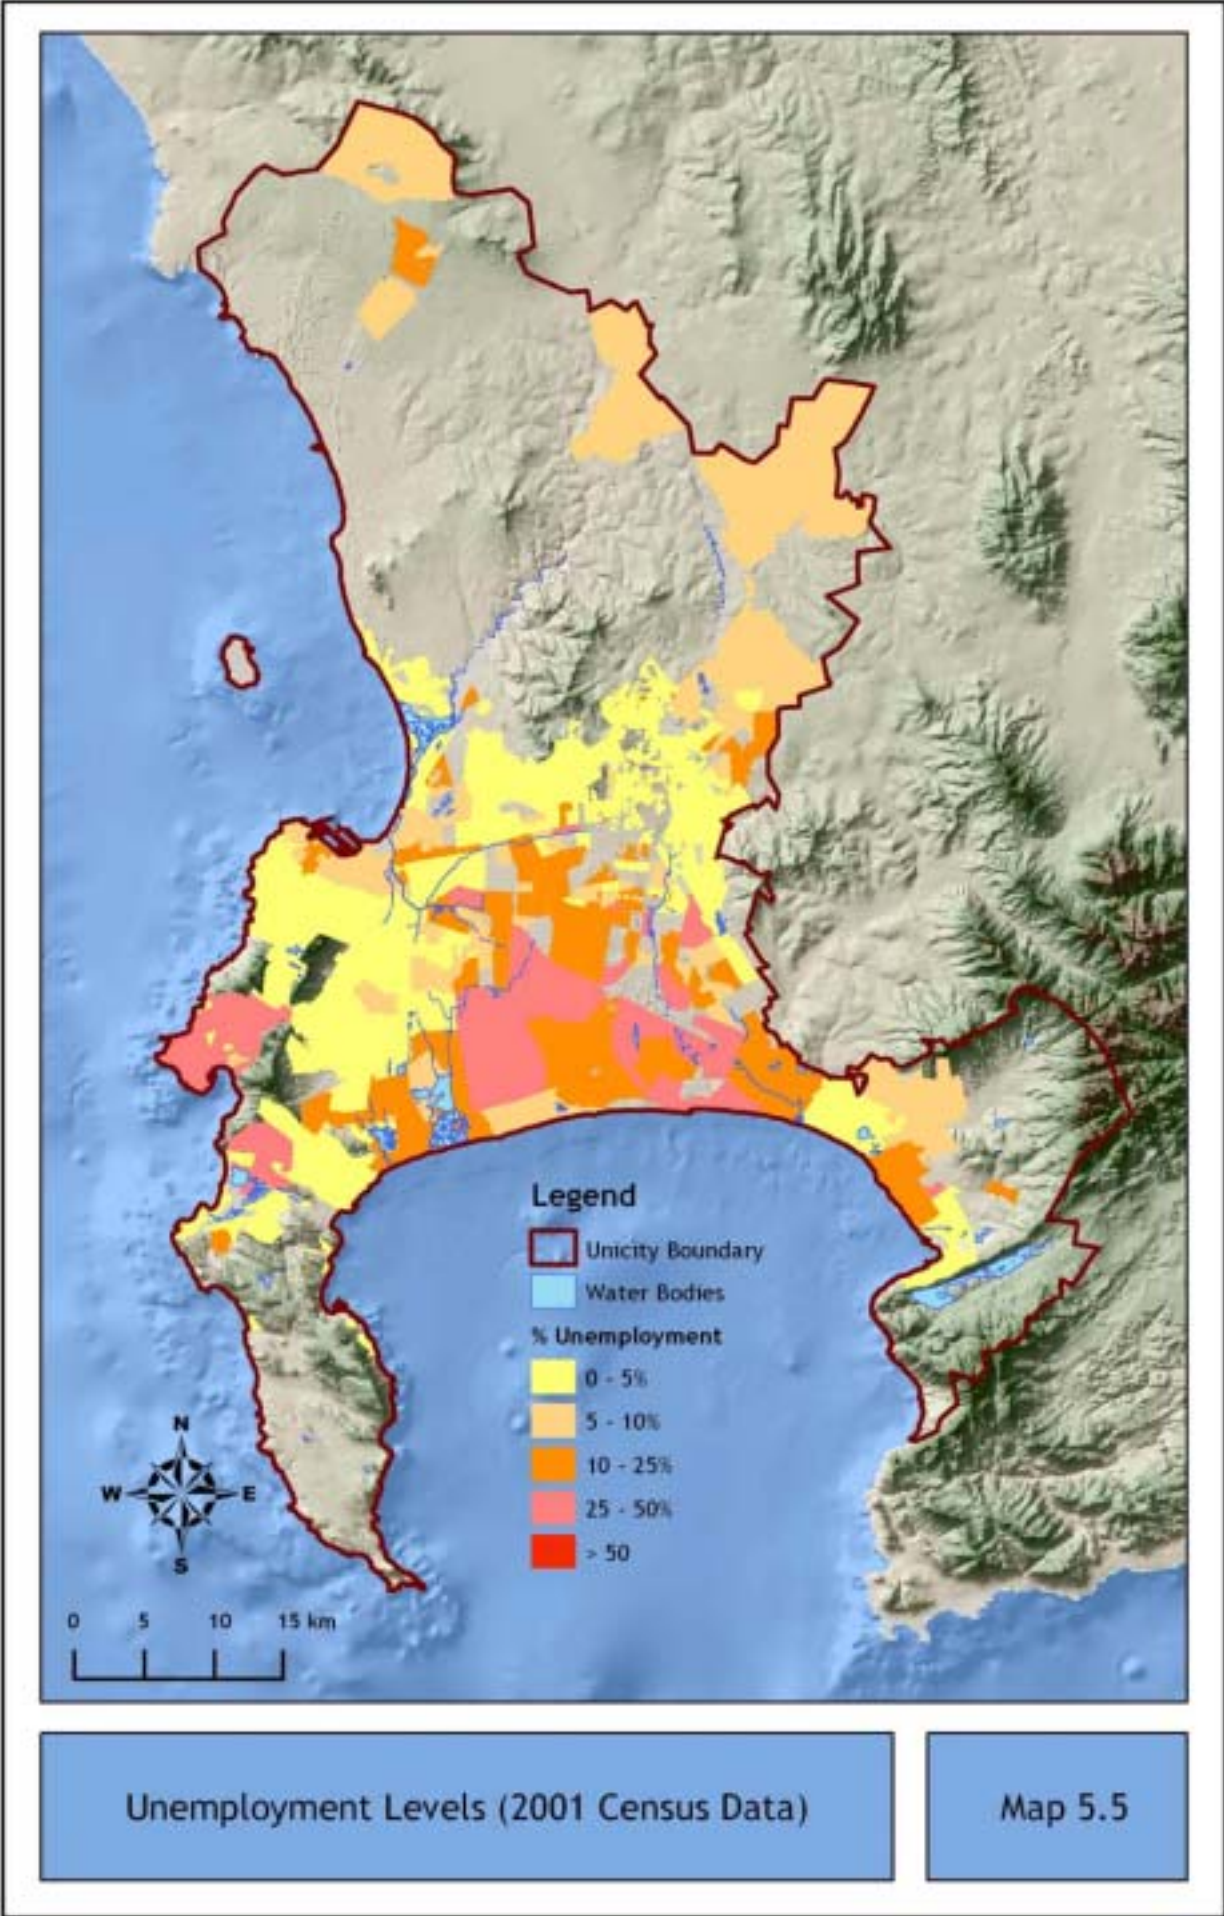 Legend
Unicity Boundary
Water Bodies
% Unemployment
0 - 5%
5 - 10%
10 - 25%
25 - 50%
> 50
N
W E
S
0 5 10 15 km
Unemployment Levels (2001 Census Data)
Map 5.5